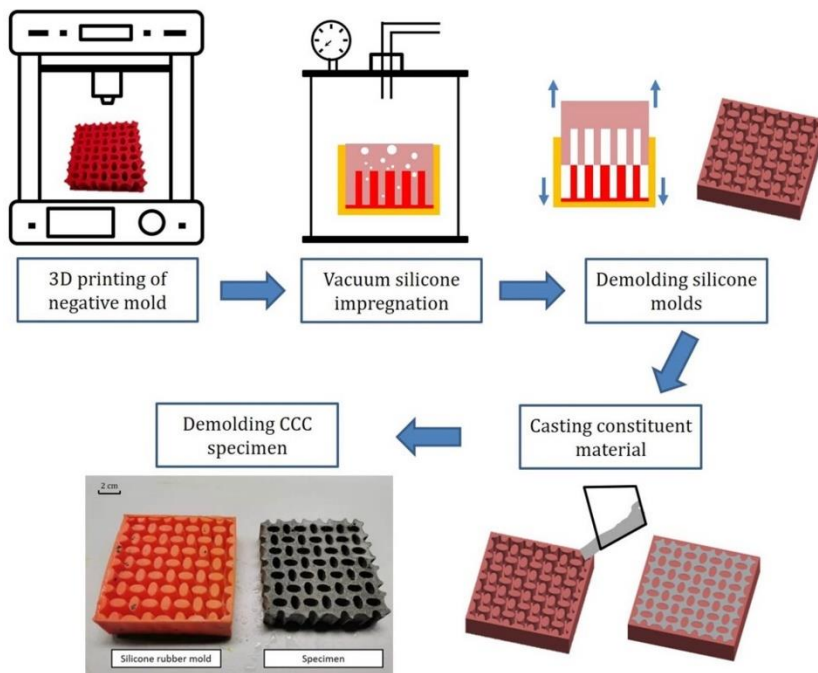 3D printing of
negative mold
Vacuum silicone
impregnation
Demolding silicone
molds
Demolding CCC
specimen
Casting constituent
material
2 cm
Silicone rubber mold
Specimen